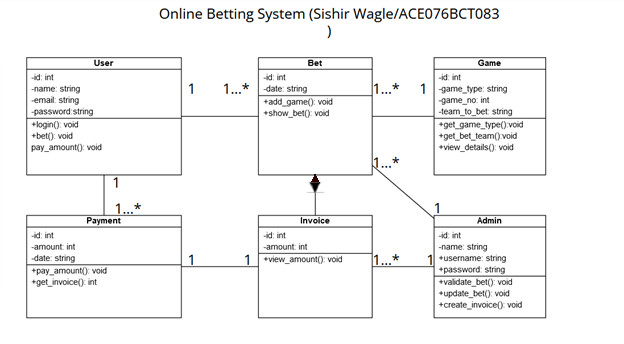 Online Betting System (Sishir Wagle/ACE076BCT083
)
User
-id: int
-name: string
-email: string
-password:string
+login(): void
+bet(): void
pay_amount(): void
1
1...*
Bet
-id: int
-date: string
+add_game(): void
+show_bet(): void
1...*
1
Game
-id: int
-game_type: string
-game_no: int
-team_to_bet: string
+get_game_type():void
+get_bet_team():void
+view_details(): void
1
1...*
1...*
1
Payment
-id: int
-amount: int
-date: string
+pay_amount(): void
+get_invoice(): int
1
1
Invoice
-id: int
-amount: int
+view_amount(): void
1...*
1
Admin
-id: int
-name: string
+username: string
+password: string
+validate_bet(): void
+update_bet(): void
+create_invoice(): void